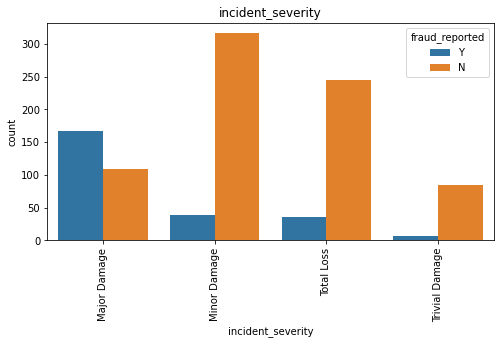 incident_severity
fraud_reported
Y
N
300
250
200
150
100
50
0
count
Major Damage
Minor Damage
Total Loss
Trivial Damage
incident_severity